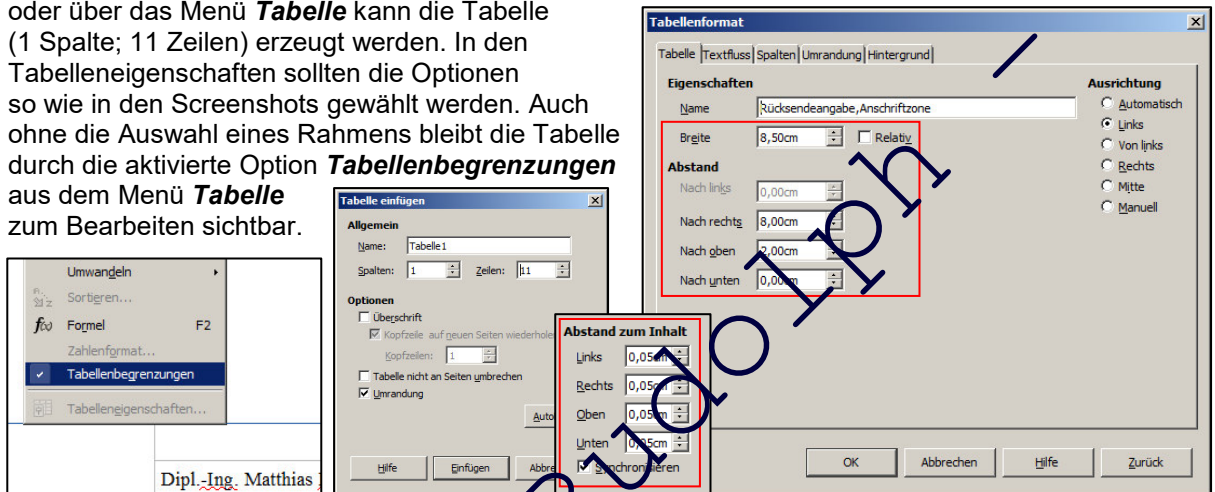 oder über das Menü Tabelle kann die Tabelle
(1 Spalte; 11 Zeilen) erzeugt werden. In den
Tabelleneigenschaften sollten die Optionen
so wie in den Screenshots gewählt werden. Auch
ohne die Auswahl eines Rahmens bleibt die Tabelle
durch die aktivierte Option Tabellenbegrenzungen
aus dem Menü Tabelle
zum Bearbeiten sichtbar.
Umwandeln
Sortieren...
f(x) Formel F2
Zahlenformat...
Tabellenbegrenzungen
Tabelleneigenschaften...
Dipl.-Ing. Matthias
Tabelle einfügen
Allgemein
Name: Tabelle1
Spalten: 1 Zeilen: 11
Optionen
Überschrift
Kopfzeile auf neuen Seiten wiederholen
Kopfzeilen: 1
Tabelle nicht an Seiten umbrechen
Umrandung
Auto
Hilfe Einfügen Abbre
Abstand zum Inhalt
Links 0,05cm
Rechts 0,05cm
Oben 0,05cm
Unten 0,05cm
Synchronisieren
Tabellenformat
Tabelle Textfluss Spalten Umrandung Hintergrund
Eigenschaften
Name Rücksendeangabe,Anschriftzone
Breite 8,50cm Relativ
Abstand
Nach links 0,00cm
Nach rechts 8,00cm
Nach oben 2,00cm
Nach unten 0,00cm
Ausrichtung
Automatisch
Links
Von links
Rechts
Mitte
Manuell
OK Abbrechen Hilfe Zurück